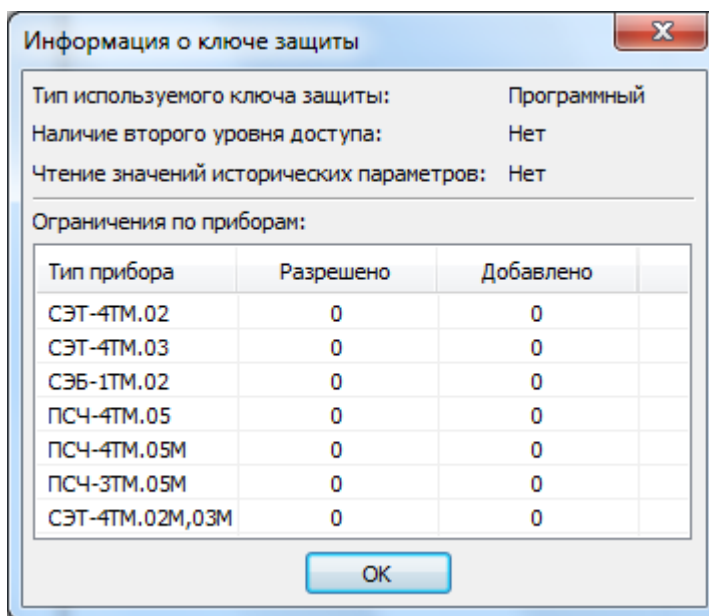 Информация о ключе защиты
Тип используемого ключа защиты: Программный
Наличие второго уровня доступа: Нет
Чтение значений исторических параметров: Нет
Ограничения по приборам:
Тип прибора Разрешено Добавлено
СЭТ-4ТМ.02 0 0
СЭТ-4ТМ.03 0 0
СЭБ-1ТМ.02 0 0
ПСЧ-4ТМ.05 0 0
ПСЧ-4ТМ.05М 0 0
ПСЧ-3ТМ.05М 0 0
СЭТ-4ТМ.02М,03М 0 0
ОК